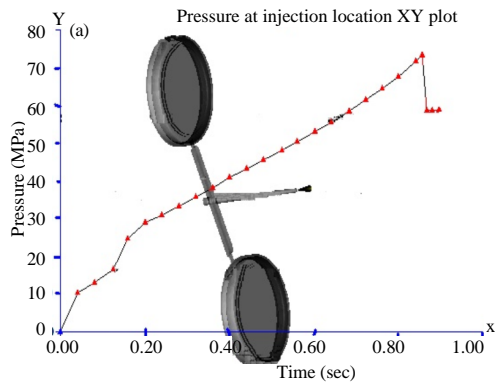 Pressure at injection location XY plot
Y (a)
80
70
60
50
40
30
20
10
0
Pressure (MPa)
0.00 0.20 0.40 0.60 0.80 1.00
x
Time (sec)